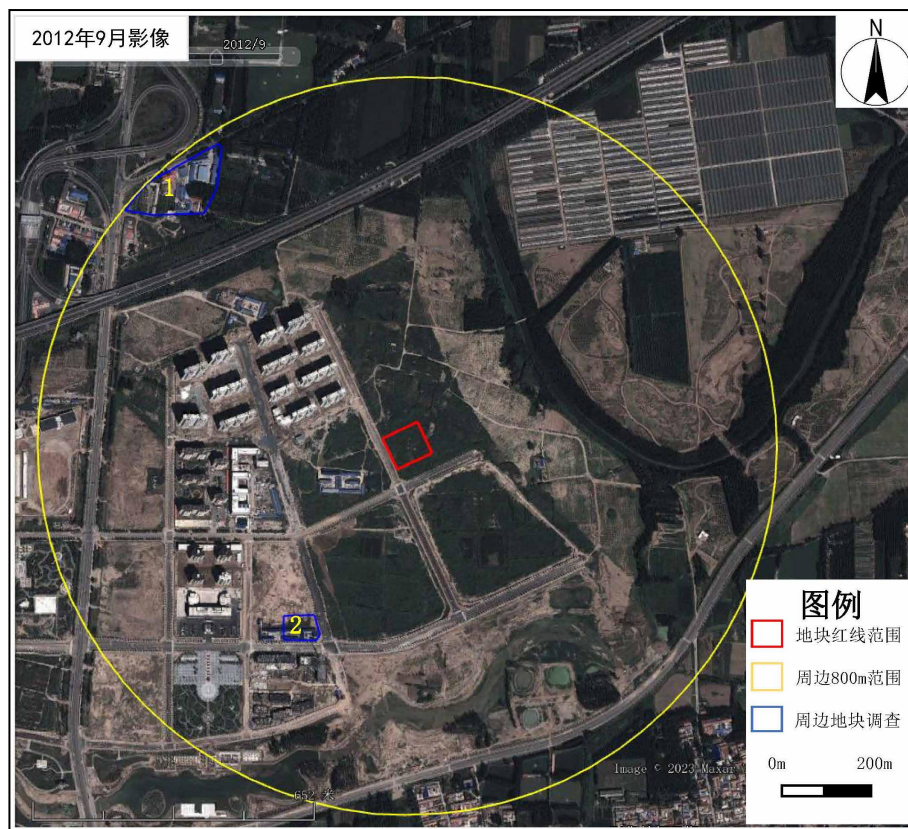 2012年9月影像
2012/9
N
1
2
图例
地块红线范围
周边800m范围
周边地块调查
0m 200m
Image © 2023 Maxar
652 米